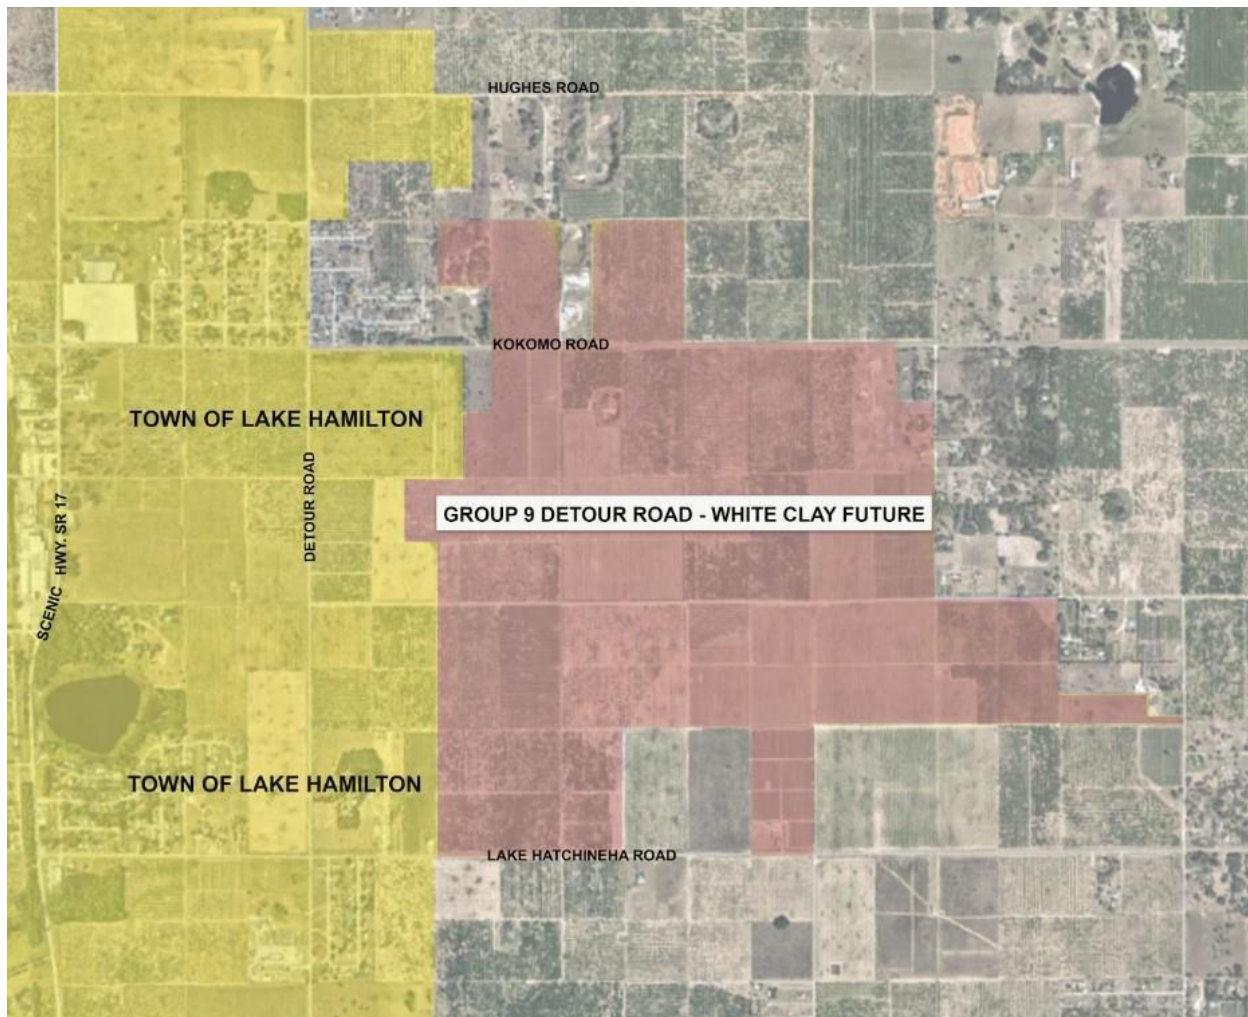 HUGHES ROAD
KOKOMO ROAD
TOWN OF LAKE HAMILTON
DETOUR ROAD
GROUP 9 DETOUR ROAD - WHITE CLAY FUTURE
SCENIC HWY. SR 17
TOWN OF LAKE HAMILTON
LAKE HATCHINEHA ROAD